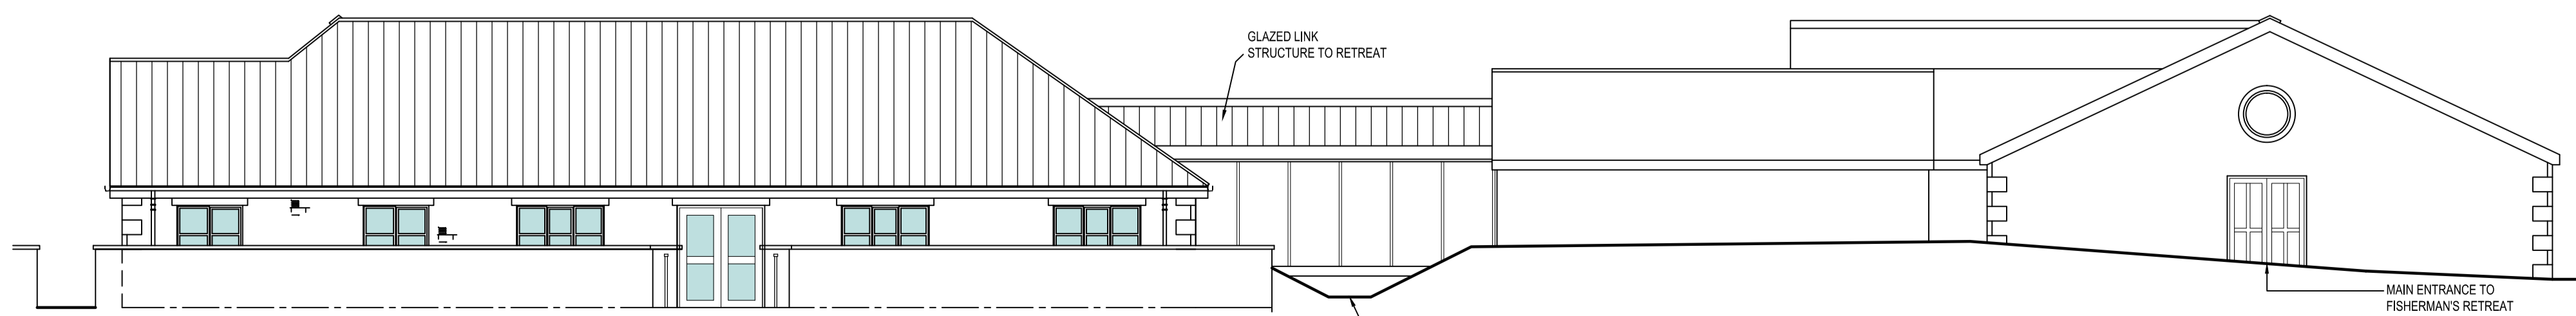 GLAZED LINK
STRUCTURE TO RETREAT
MAIN ENTRANCE TO
FISHERMAN'S RETREAT